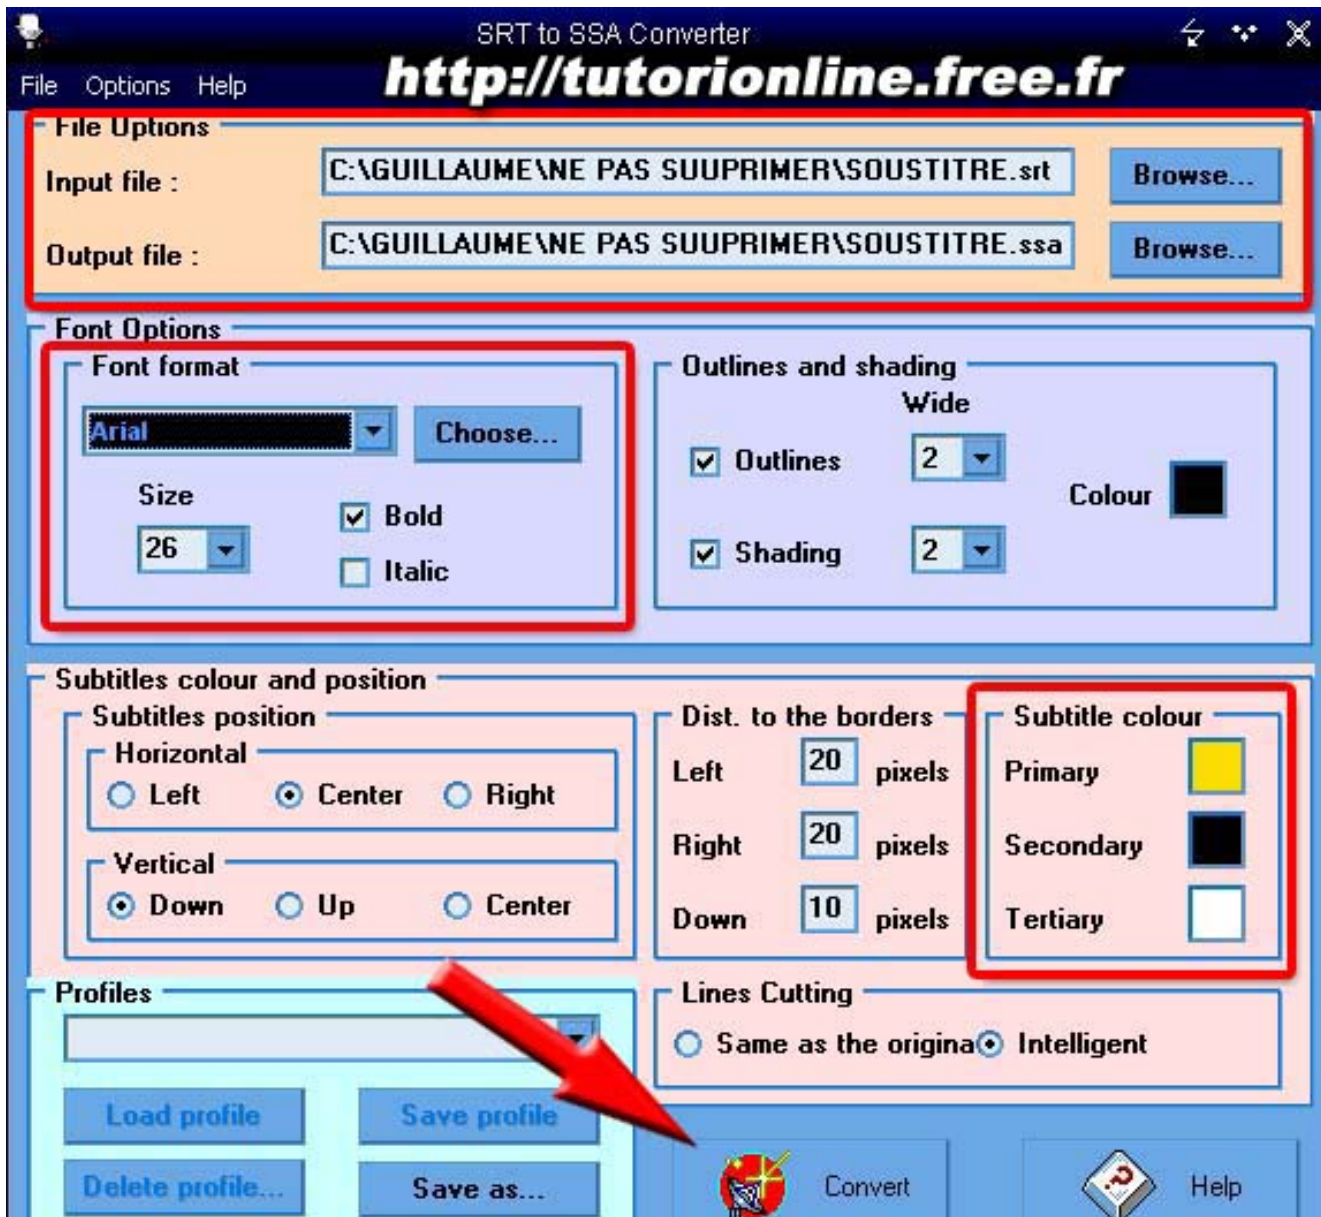 SRT to SSA Converter
File Options Help
http://tutorionline.free.fr
File Options
Input file : C:\GUILLAUME\NE PAS SUUPRIMER\SOUSTITRE.srt Browse...
Output file : C:\GUILLAUME\NE PAS SUUPRIMER\SOUSTITRE.ssa Browse...
Font Options
Font format
Arial Choose...
Size
26
Bold
Italic
Outlines and shading
Wide
Outlines 2
Colour
Shading 2
Subtitles colour and position
Subtitles position
Horizontal
Left Center Right
Vertical
Down Up Center
Dist. to the borders
Left 20 pixels
Right 20 pixels
Down 10 pixels
Subtitle colour
Primary
Secondary
Tertiary
Profiles
Load profile Save profile
Delete profile... Save as...
Lines Cutting
Same as the origina Intelligent
Convert Help